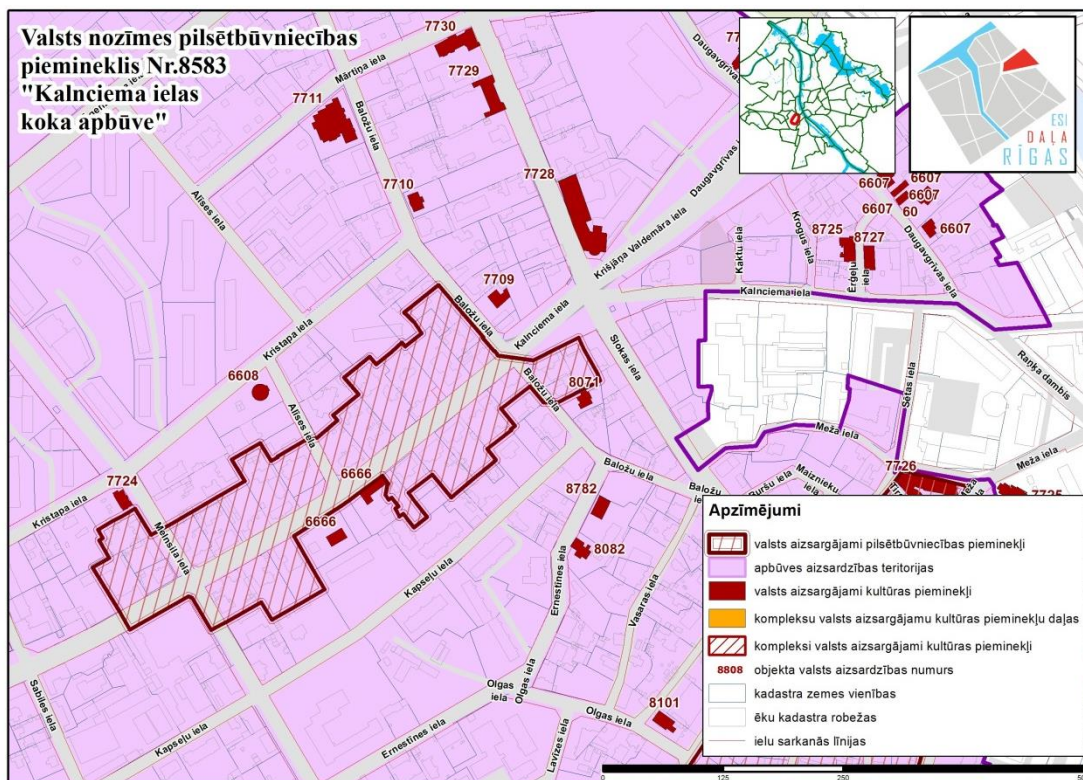 Valsts nozīmes pilsētbūvniecības
piemineklis Nr.8583
"Kalnciema ielas
koka apbūve"
ESI
DAĻA
RĪGAS
7730
7729
Mārtiņa iela
7711
Baložu iela
7728
7710
Alīses iela
Daugavgrīvas
Daugavgrīvas iela
Krišjāņa Valdemāra iela
6607
6607
6607
6607
60
6607
8725
8727
Daugavgrīvas iela
Krogus iela
Kaktu iela
Ērģeļu iela
7709
Kalnciema iela
Kalnciema iela
Baložu iela
Slokas iela
Kristapa iela
6608
Alīses iela
8071
Baložu iela
Sētas iela
Raņķa dambis
Meža iela
7724
Kristapa iela
6666
6666
Melnsila iela
Baložu iela
Baložu
8782
Buršu iela
Maiznieku
iela
7726
Meža iela
7725
8082
Kapseļu iela
Ernestīnes iela
Vasaras iela
Olgas
iela
Olgas iela
8101
Sabiles iela
Kapseļu iela
Ernestīnes iela
Lavīzes iela
Apzīmējumi
valsts aizsargājami pilsētbūvniecības pieminekļi
apbūves aizsardzības teritorijas
valsts aizsargājami kultūras pieminekļi
kompleksu valsts aizsargājamu kultūras pieminekļu daļas
kompleksi valsts aizsargājami kultūras pieminekļi
8808 objekta valsts aizsardzības numurs
kadastra zemes vienības
ēku kadastra robežas
ielu sarkanās līnijas
0 125 250